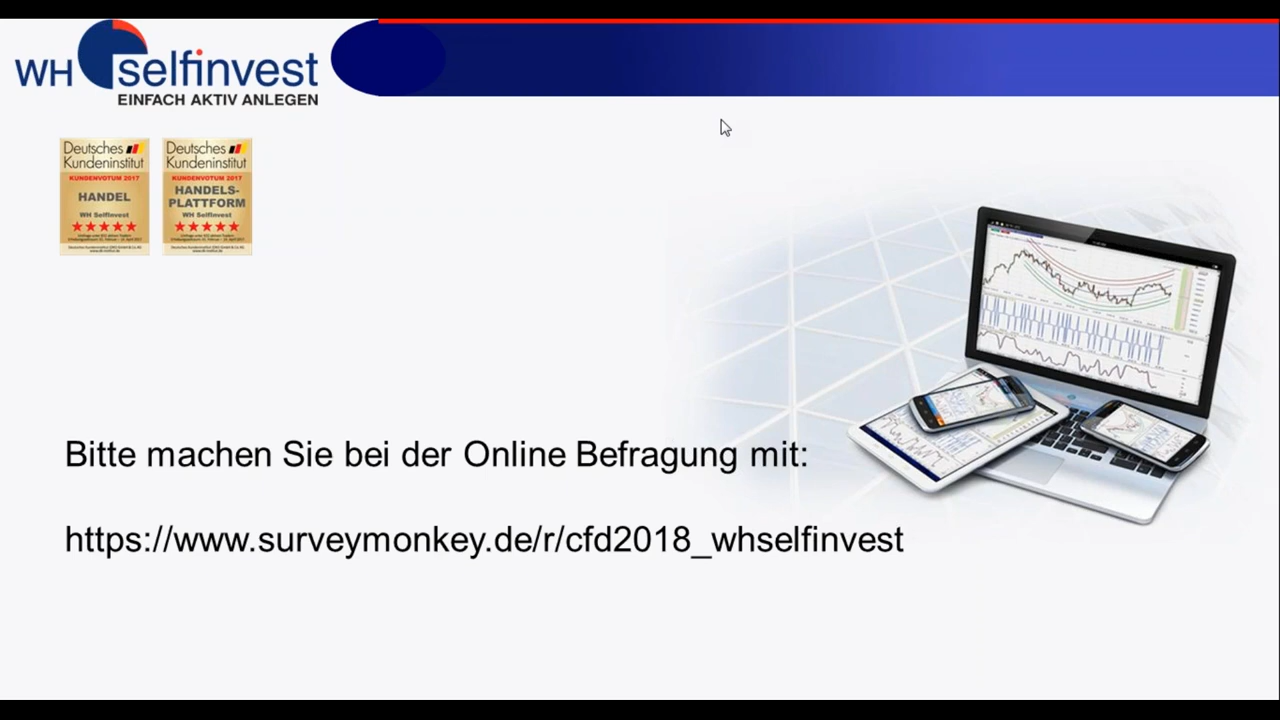 WH selfinvest
EINFACH AKTIV ANLEGEN
Deutsches
Kundeninstitut
KUNDENVOTUM 2017
HANDEL
WH SelfInvest
Deutsches
Kundeninstitut
KUNDENVOTUM 2017
HANDELS-
PLATTFORM
WH SelfInvest
Bitte machen Sie bei der Online Befragung mit:
https://www.surveymonkey.de/r/cfd2018_whselfinvest